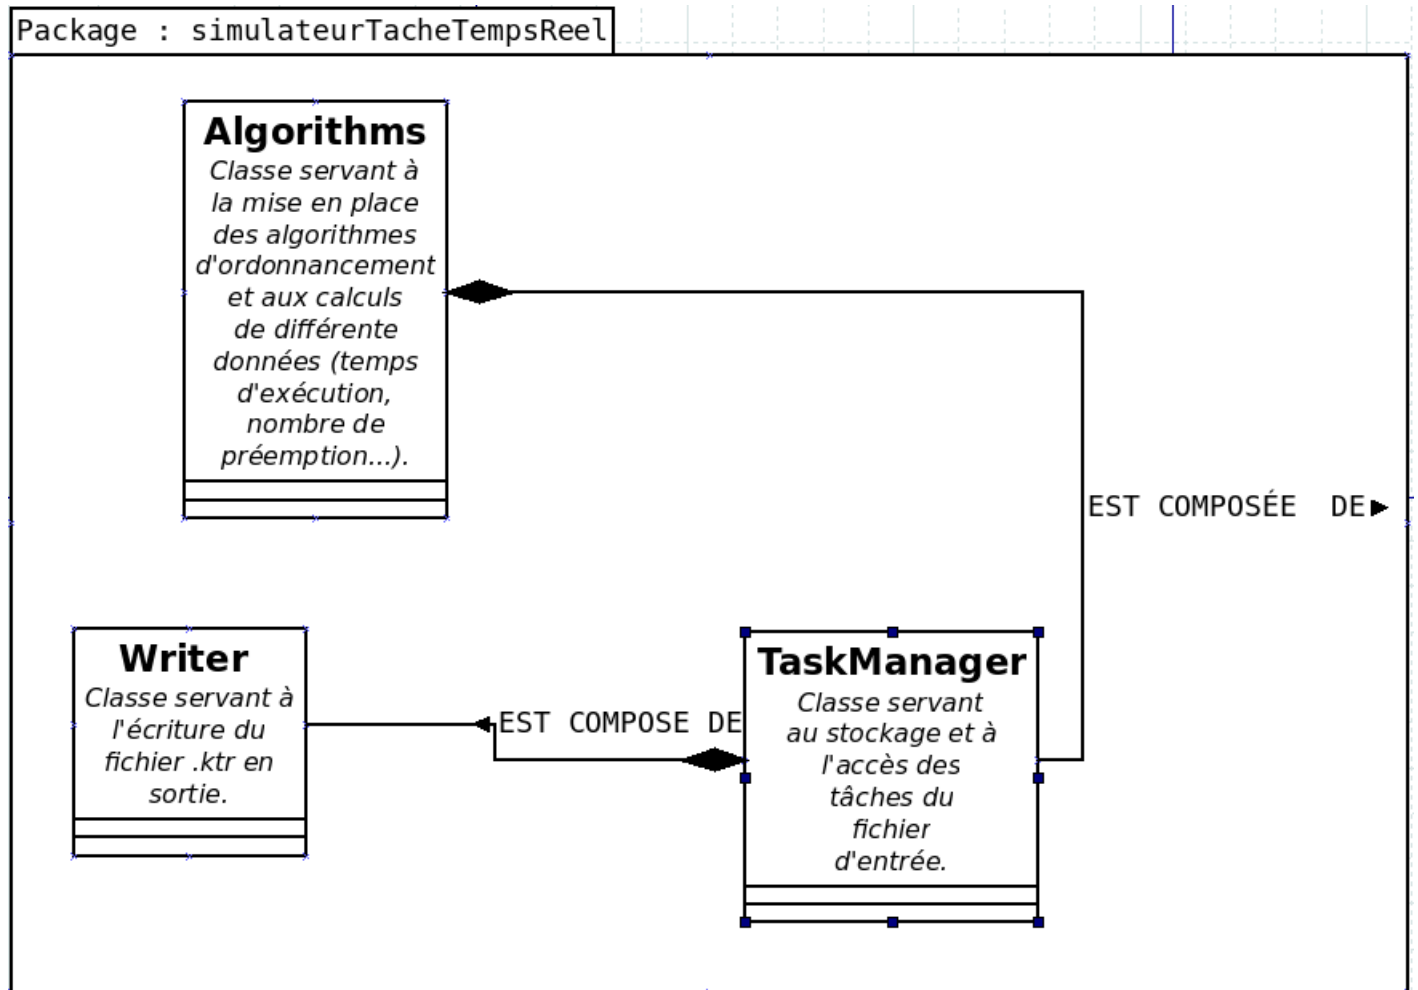 Package : simulateurTacheTempsReel
Algorithms
Classe servant à
la mise en place
des algorithmes
d'ordonnancement
et aux calculs
de différente
données (temps
d'exécution,
nombre de
préemption...).
EST COMPOSÉE  DE
Writer
Classe servant à
l'écriture du
fichier .ktr en
sortie.
EST COMPOSE DE
TaskManager
Classe servant
au stockage et à
l'accès des
tâches du
fichier
d'entrée.